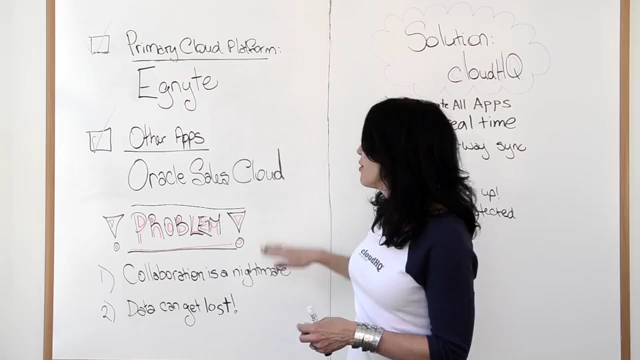 Primary Cloud Platform:
Egnyte
Other Apps
Oracle Sales Cloud
PROBLEM
1) Collaboration is a nightmare
2) Data can get lost!
Solution:
cloudHQ
All Apps
real time
way sync
up!
cloudHQ